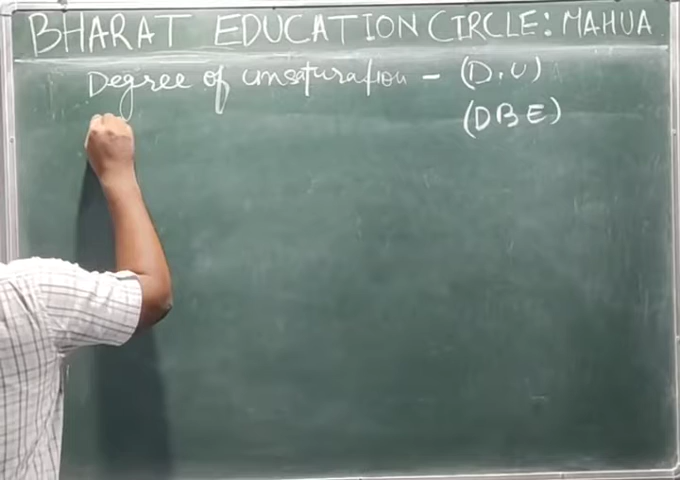 BHARAT EDUCATION CIRCLE: MAHUA
Degree of unsaturation - (D.U)
(DBE)